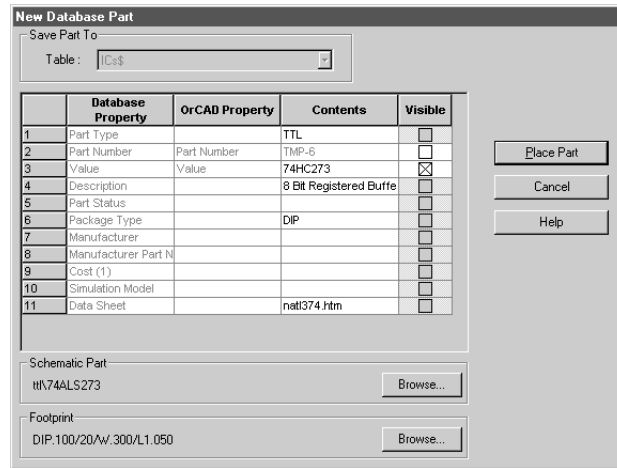 New Database Part
Save Part To
Table : ICs$
Database Property OrCAD Property Contents Visible
1 Part Type TTL
2 Part Number Part Number TMP-6
3 Value Value 74HC273
4 Description 8 Bit Registered Buffe
5 Part Status
6 Package Type DIP
7 Manufacturer
8 Manufacturer Part N
9 Cost (1)
10 Simulation Model
11 Data Sheet natl374.htm
Place Part
Cancel
Help
Schematic Part
ttl\74ALS273 Browse...
Footprint
DIP.100/20/W.300/L1.050 Browse...